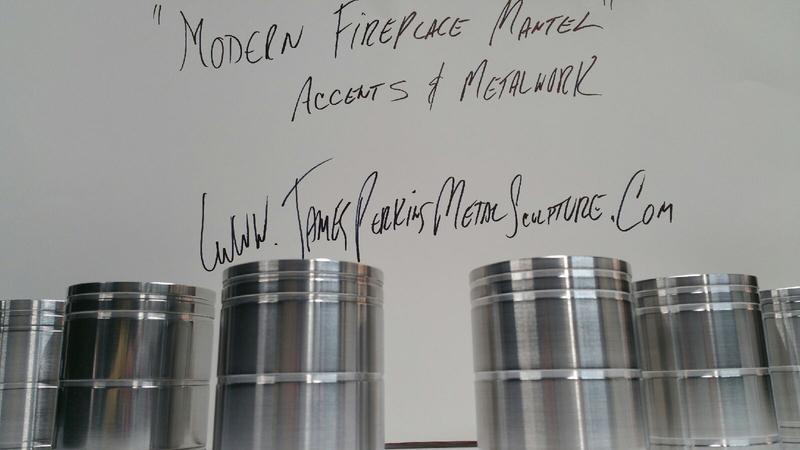 "Modern Fireplace Mantel"
Accents & Metalwork
www.JamesPerkinsMetalSculpture.Com